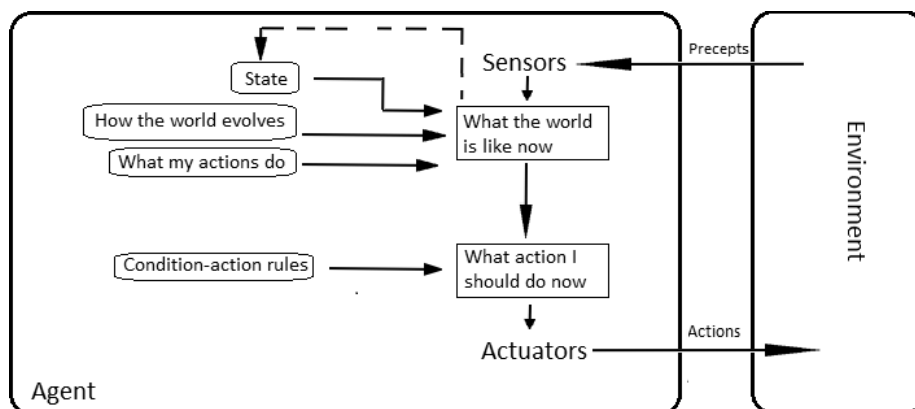 Precepts
Sensors
State
How the world evolves
What the world
is like now
What my actions do
Environment
Condition-action rules
What action I
should do now
Actions
Actuators
Agent